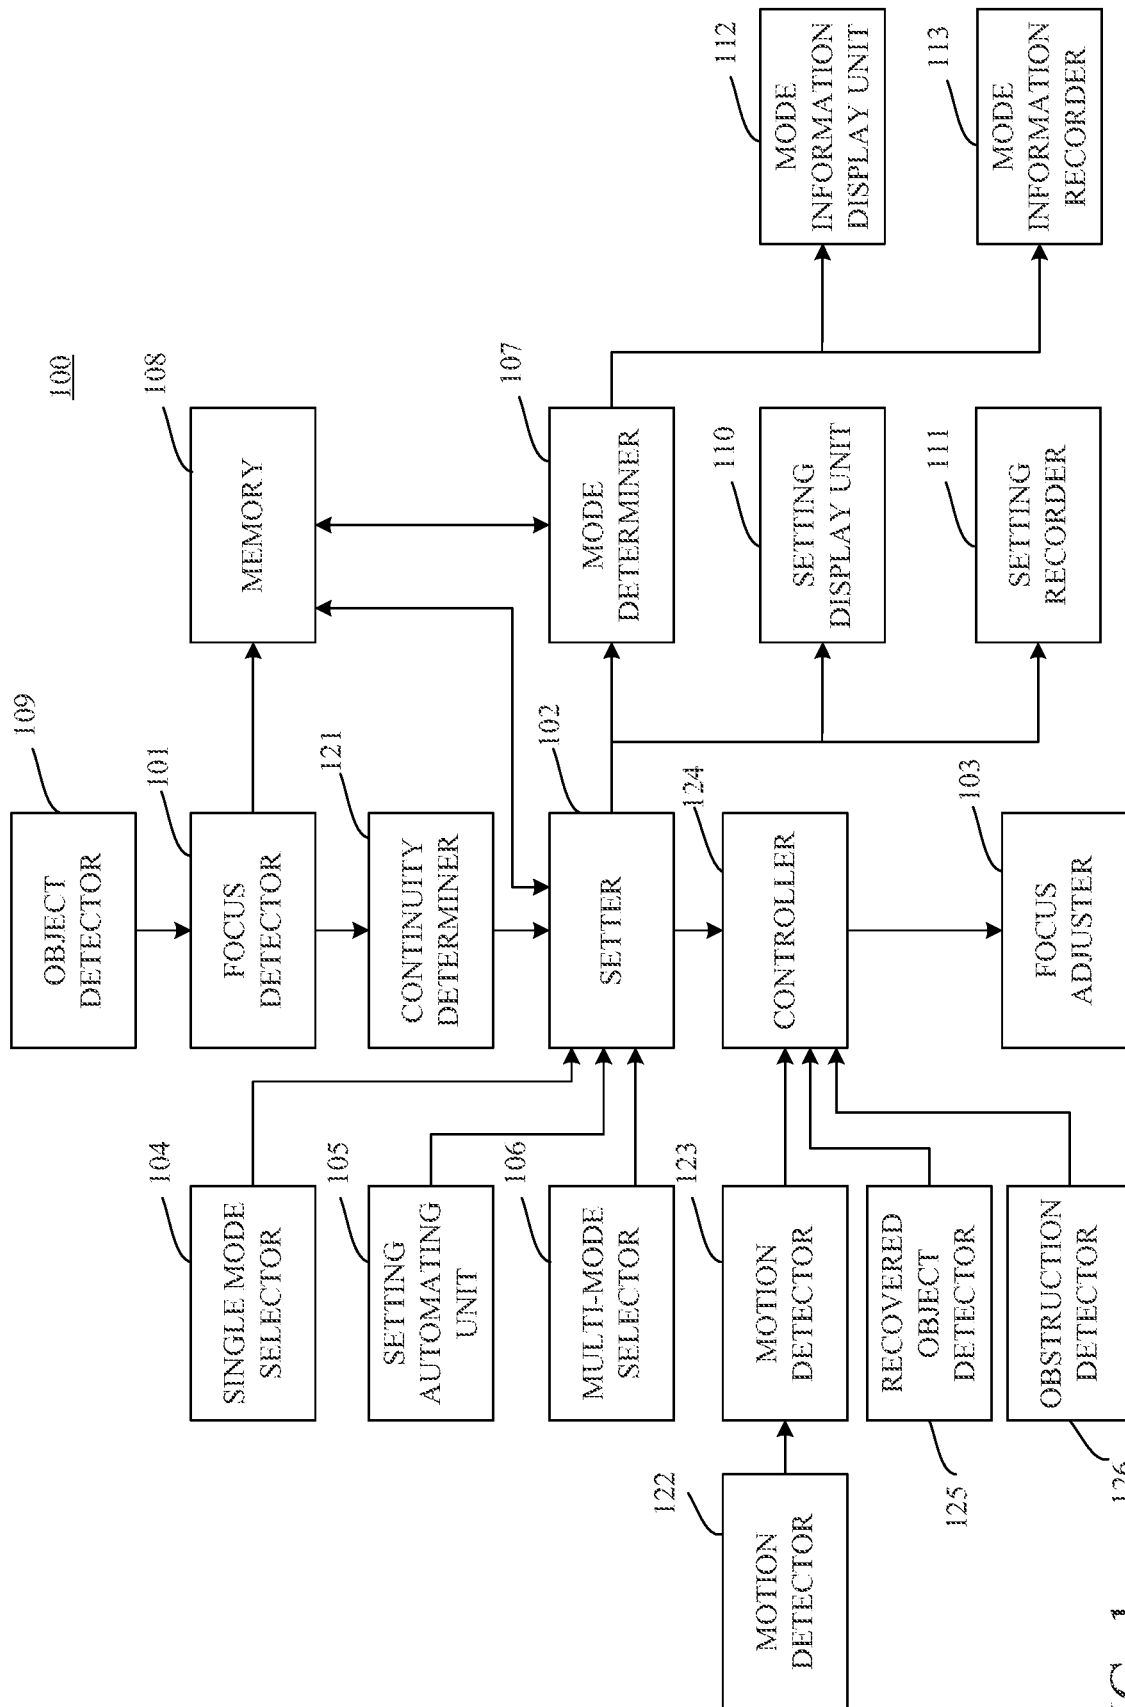 100
OBJECT
DETECTOR
109
SINGLE MODE
SELECTOR
104
FOCUS
DETECTOR
101
MEMORY
108
SETTING
AUTOMATING
UNIT
105
CONTINUITY
DETERMINER
121
MULTI-MODE
SELECTOR
106
SETTER
102
MODE
DETERMINER
107
MOTION
DETECTOR
122
MOTION
DETECTOR
123
CONTROLLER
124
SETTING
DISPLAY UNIT
110
MODE
INFORMATION
DISPLAY UNIT
112
RECOVERED
OBJECT
DETECTOR
125
OBSTRUCTION
DETECTOR
126
FOCUS
ADJUSTER
103
SETTING
RECORDER
111
MODE
INFORMATION
RECORDER
113